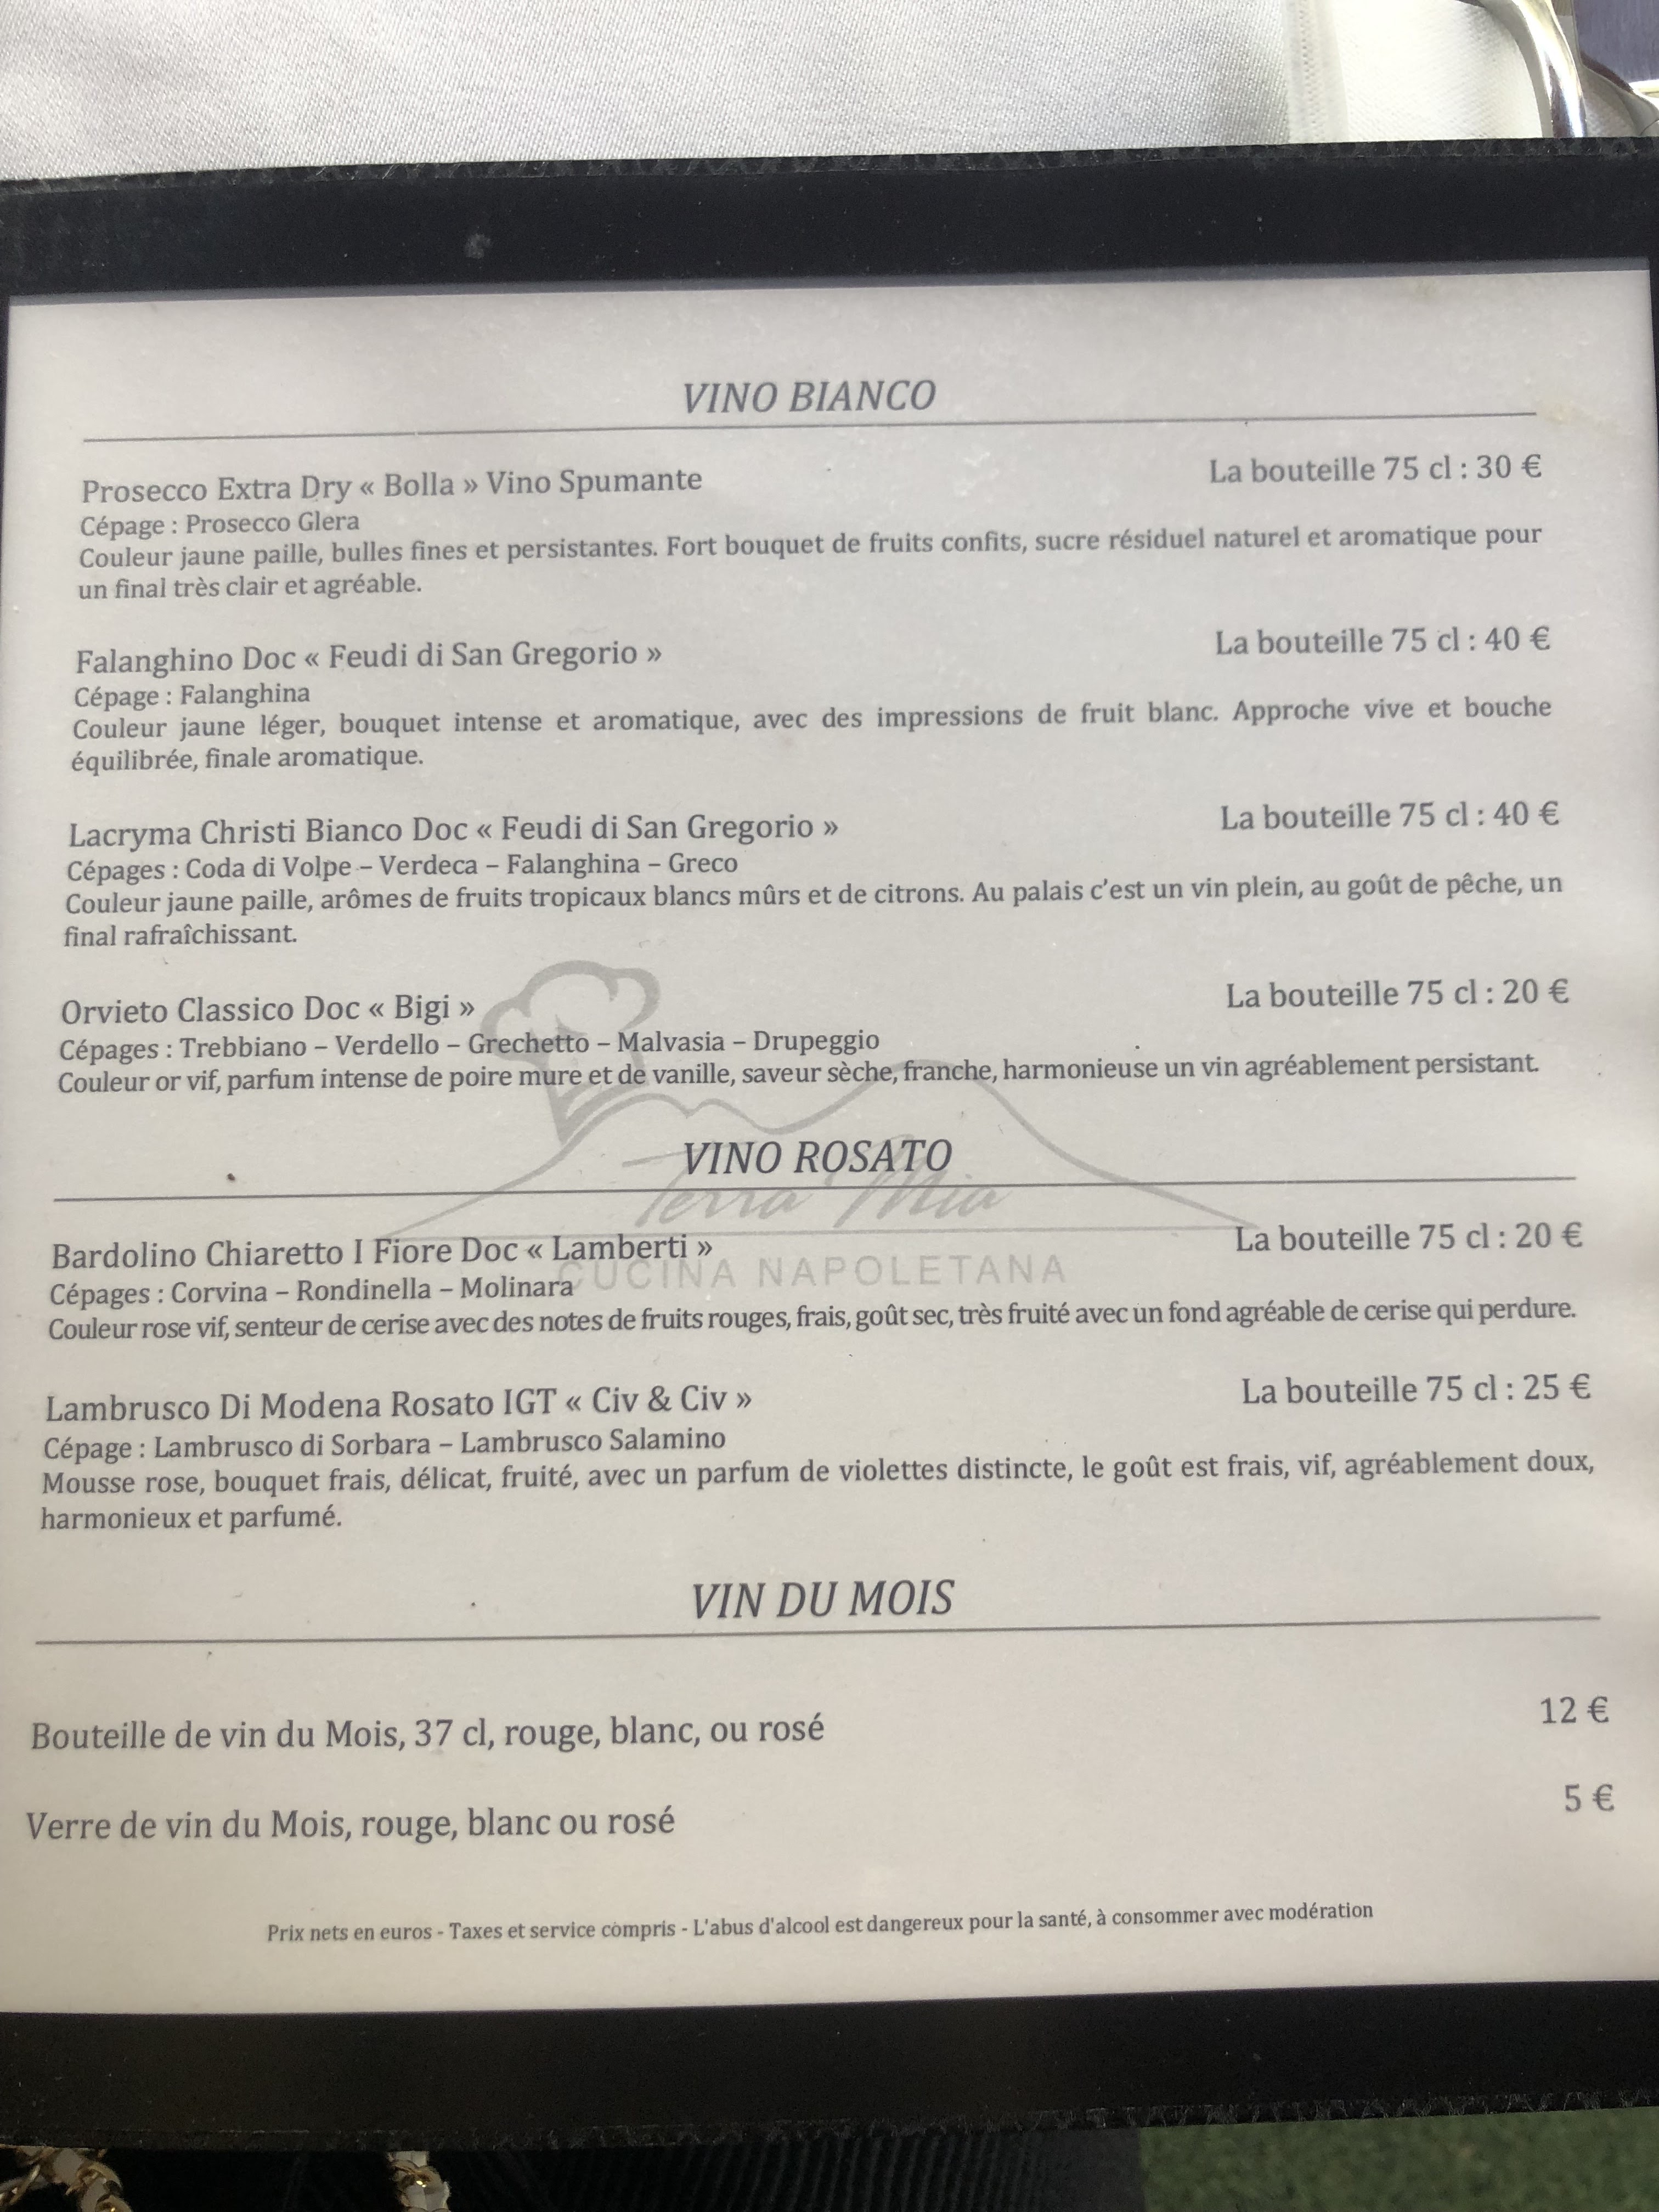 VINO BIANCO
Prosecco Extra Dry « Bolla » Vino Spumante La bouteille 75 cl : 30 €
Cépage : Prosecco Glera
Couleur jaune paille, bulles fines et persistantes. Fort bouquet de fruits confits, sucre résiduel naturel et aromatique pour
un final très clair et agréable.
Falanghino Doc « Feudi di San Gregorio » La bouteille 75 cl : 40 €
Cépage : Falanghina
Couleur jaune léger, bouquet intense et aromatique, avec des impressions de fruit blanc. Approche vive et bouche
équilibrée, finale aromatique.
Lacryma Christi Bianco Doc « Feudi di San Gregorio » La bouteille 75 cl : 40 €
Cépages : Coda di Volpe – Verdeca – Falanghina – Greco
Couleur jaune paille, arômes de fruits tropicaux blancs mûrs et de citrons. Au palais c'est un vin plein, au goût de pêche, un
final rafraîchissant.
Orvieto Classico Doc « Bigi » La bouteille 75 cl : 20 €
Cépages : Trebbiano – Verdello – Grechetto – Malvasia – Drupeggio
Couleur or vif, parfum intense de poire mure et de vanille, saveur sèche, franche, harmonieuse un vin agréablement persistant.
VINO ROSATO
Terra Mia
Bardolino Chiaretto I Fiore Doc « Lamberti » La bouteille 75 cl : 20 €
CUCINA NAPOLETANA
Cépages : Corvina – Rondinella – Molinara
Couleur rose vif, senteur de cerise avec des notes de fruits rouges, frais, goût sec, très fruité avec un fond agréable de cerise qui perdure.
Lambrusco Di Modena Rosato IGT « Civ & Civ » La bouteille 75 cl : 25 €
Cépage : Lambrusco di Sorbara – Lambrusco Salamino
Mousse rose, bouquet frais, délicat, fruité, avec un parfum de violettes distincte, le goût est frais, vif, agréablement doux,
harmonieux et parfumé.
VIN DU MOIS
Bouteille de vin du Mois, 37 cl, rouge, blanc, ou rosé 12 €
Verre de vin du Mois, rouge, blanc ou rosé 5 €
Prix nets en euros - Taxes et service compris - L'abus d'alcool est dangereux pour la santé, à consommer avec modération